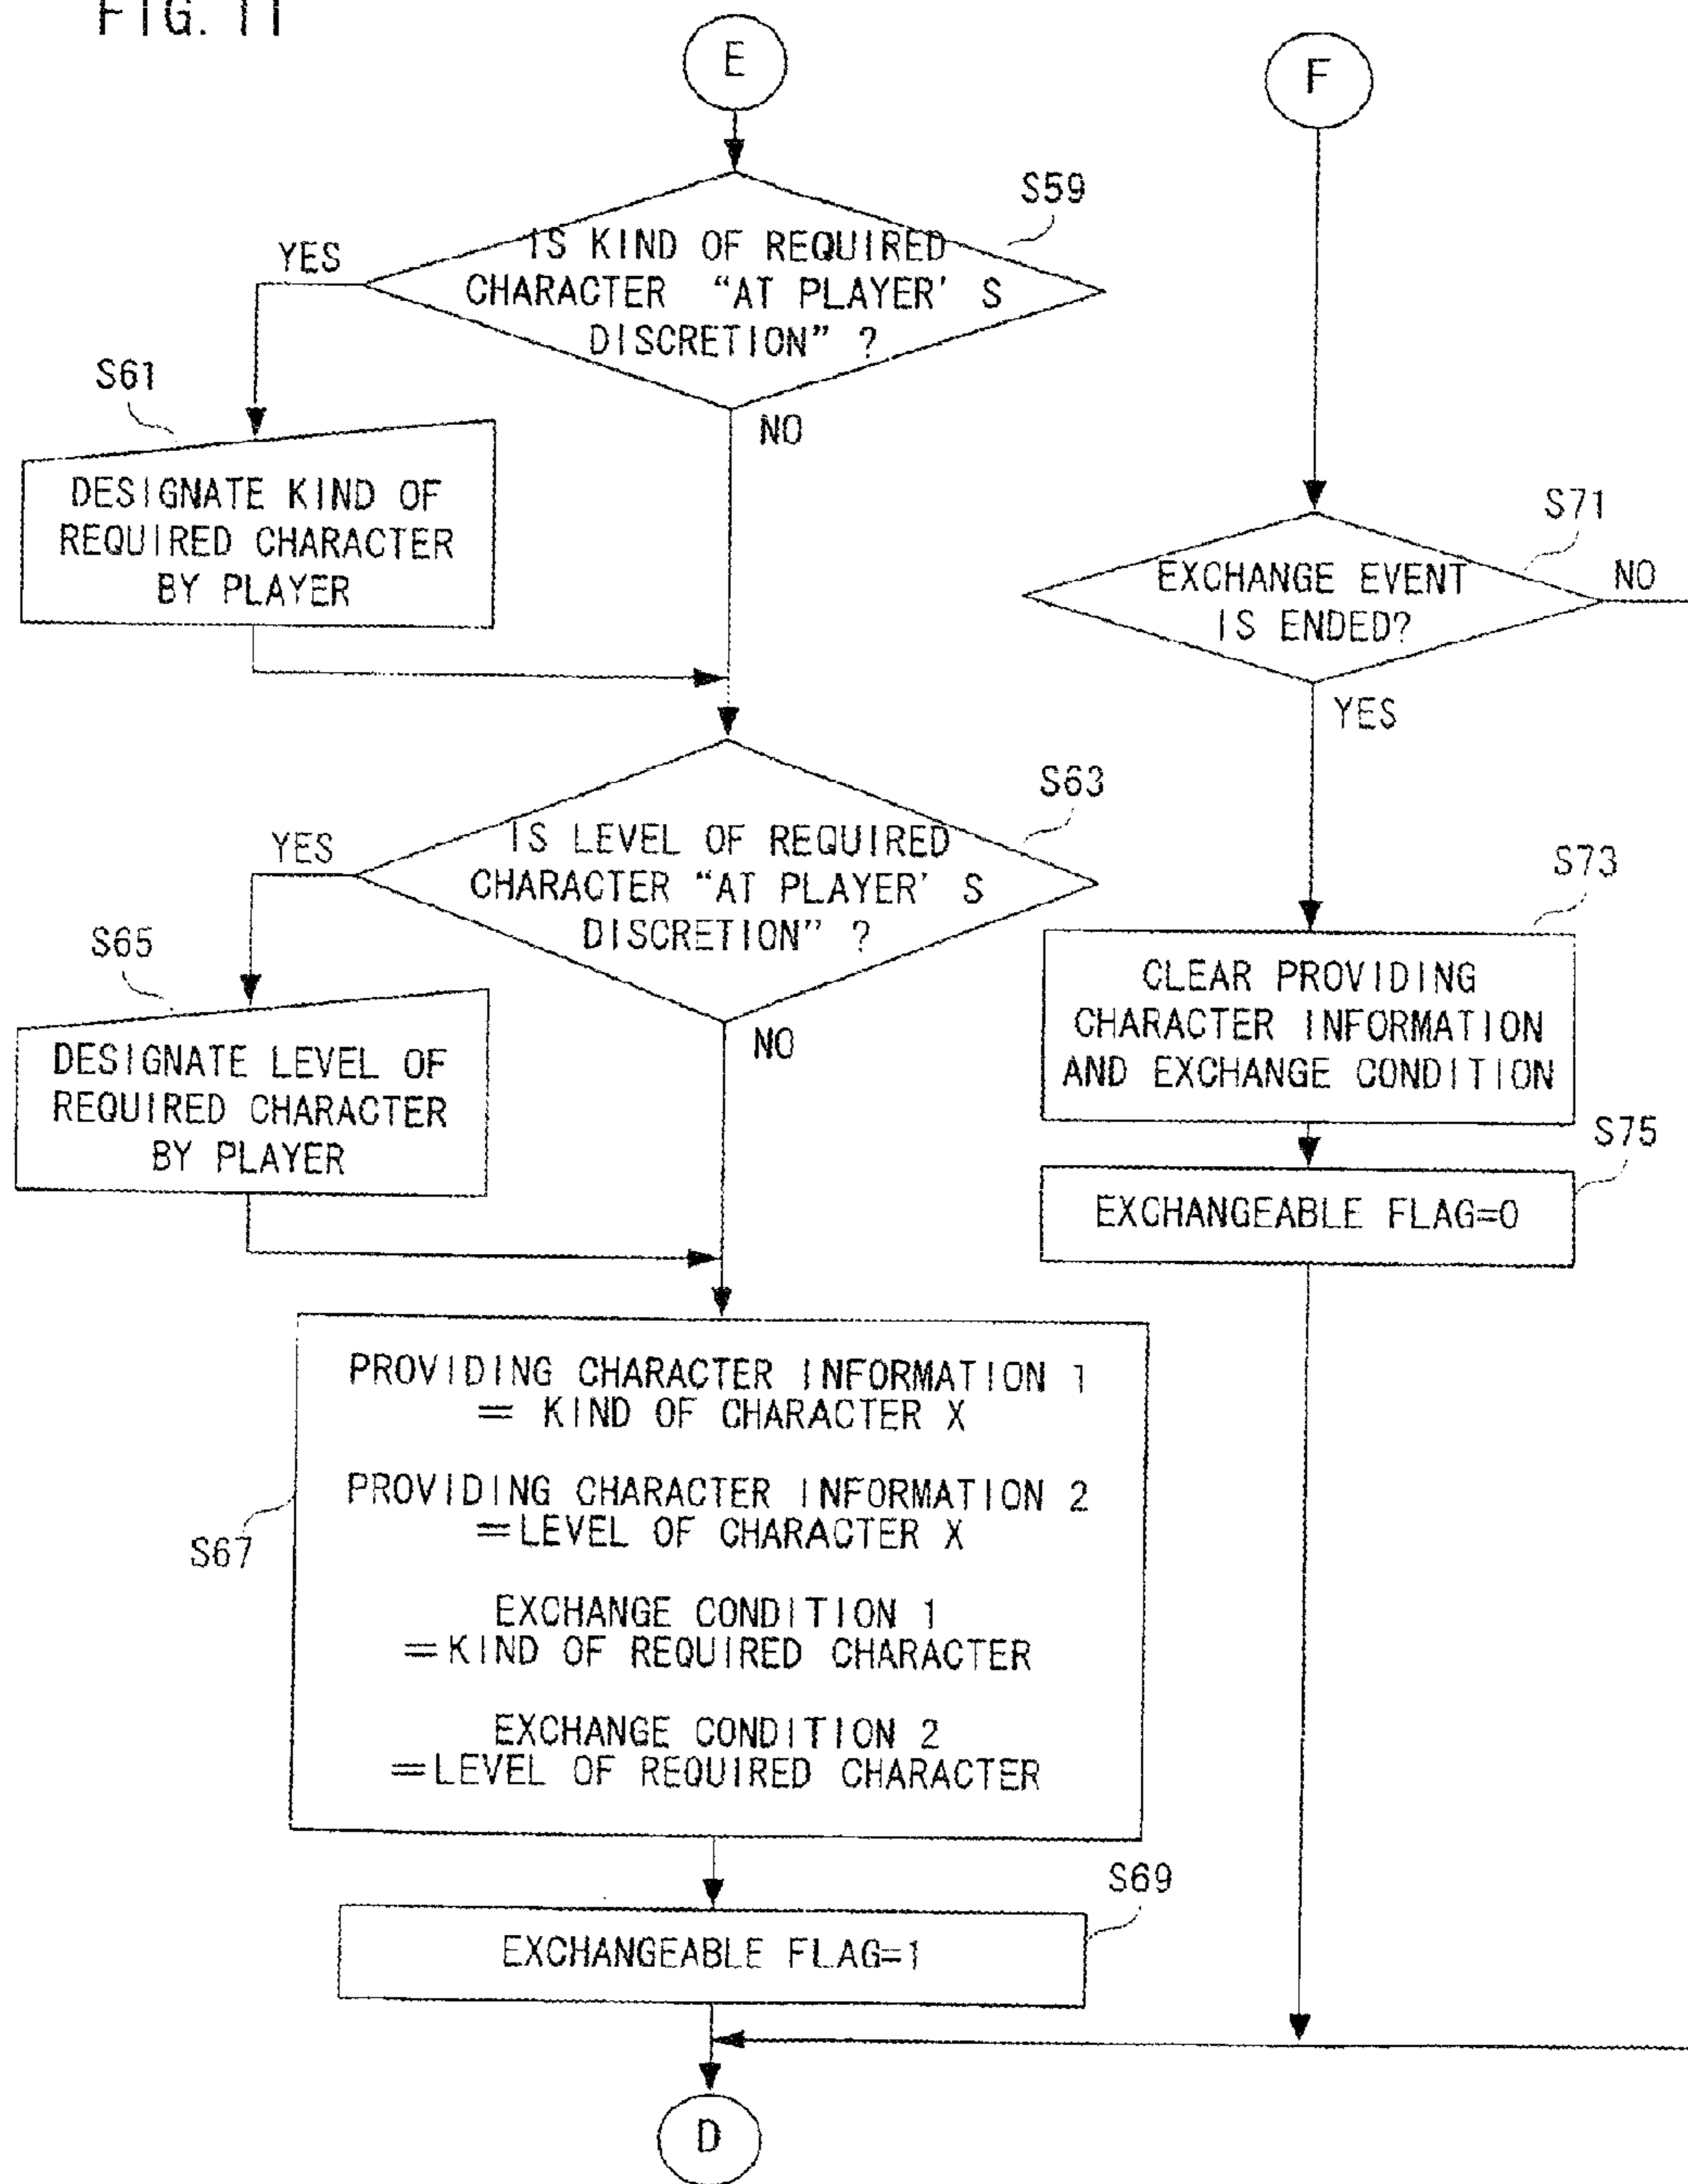 FIG. 11
E
S59
YES
IS KIND OF REQUIRED
CHARACTER “AT PLAYER' S
DISCRETION” ?
NO
S61
DESIGNATE KIND OF
REQUIRED CHARACTER
BY PLAYER
S63
YES
IS LEVEL OF REQUIRED
CHARACTER “AT PLAYER' S
DISCRETION” ?
NO
S65
DESIGNATE LEVEL OF
REQUIRED CHARACTER
BY PLAYER
S67
PROVIDING CHARACTER INFORMATION 1
= KIND OF CHARACTER X
PROVIDING CHARACTER INFORMATION 2
=LEVEL OF CHARACTER X
EXCHANGE CONDITION 1
=KIND OF REQUIRED CHARACTER
EXCHANGE CONDITION 2
=LEVEL OF REQUIRED CHARACTER
S69
EXCHANGEABLE FLAG=1
D
F
S71
EXCHANGE EVENT
IS ENDED?
NO
YES
S73
CLEAR PROVIDING
CHARACTER INFORMATION
AND EXCHANGE CONDITION
S75
EXCHANGEABLE FLAG=0